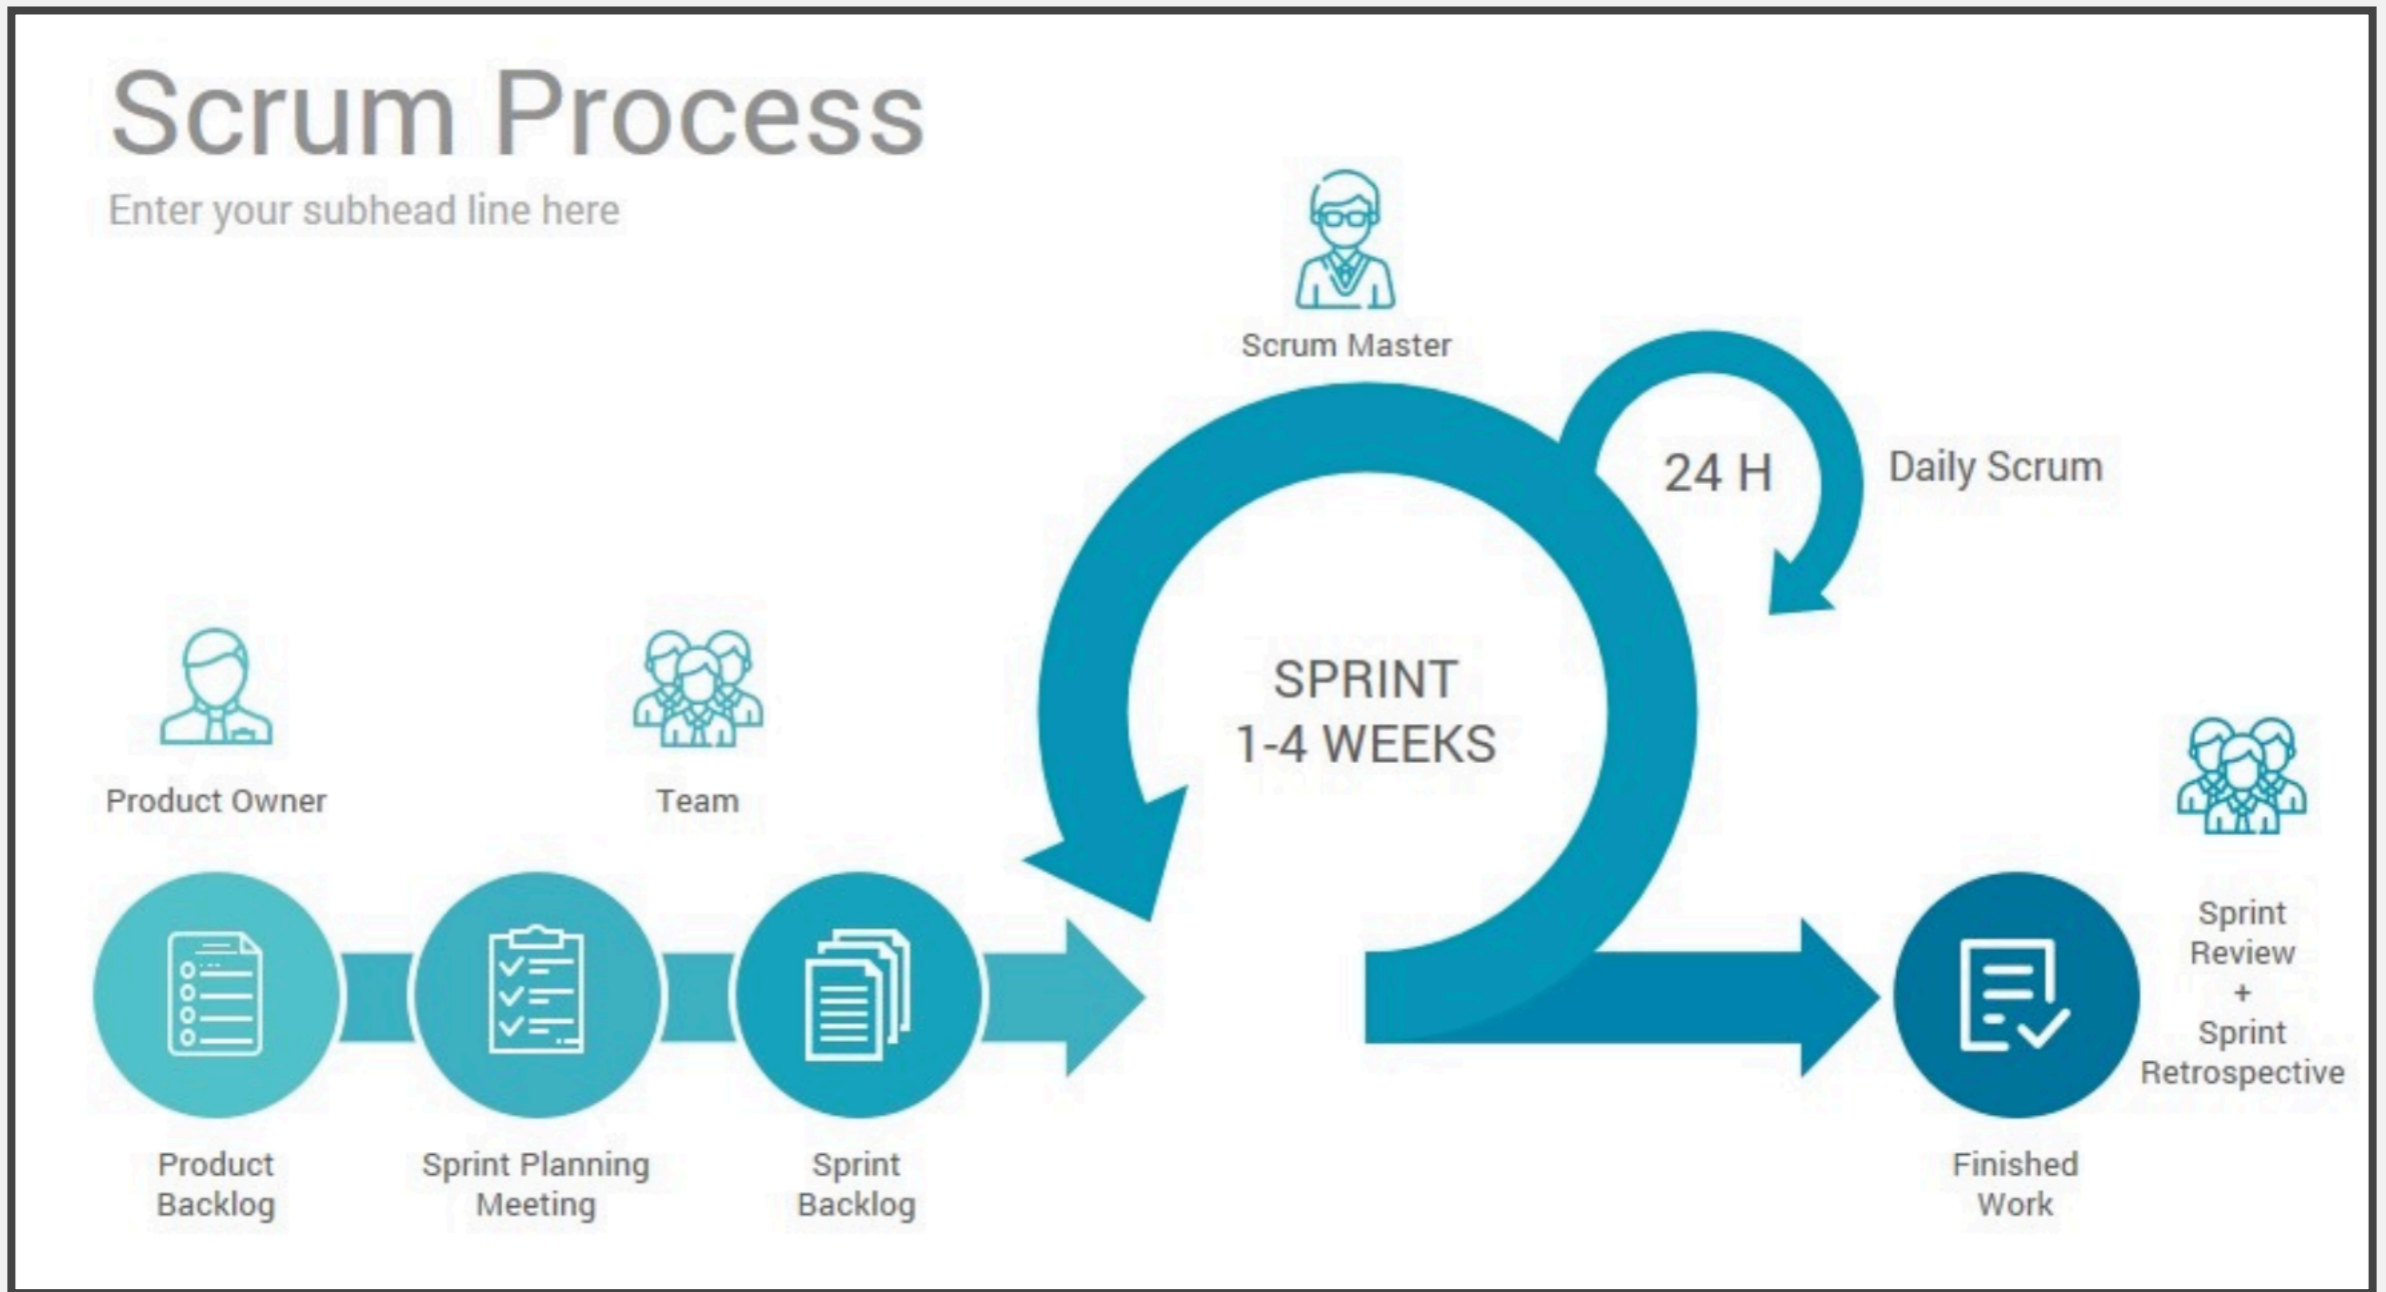 Scrum Process
Enter your subhead line here
Scrum Master
24 H
Daily Scrum
SPRINT
1-4 WEEKS
Product Owner
Team
Product
Backlog
Sprint Planning
Meeting
Sprint
Backlog
Finished
Work
Sprint
Review
+
Sprint
Retrospective